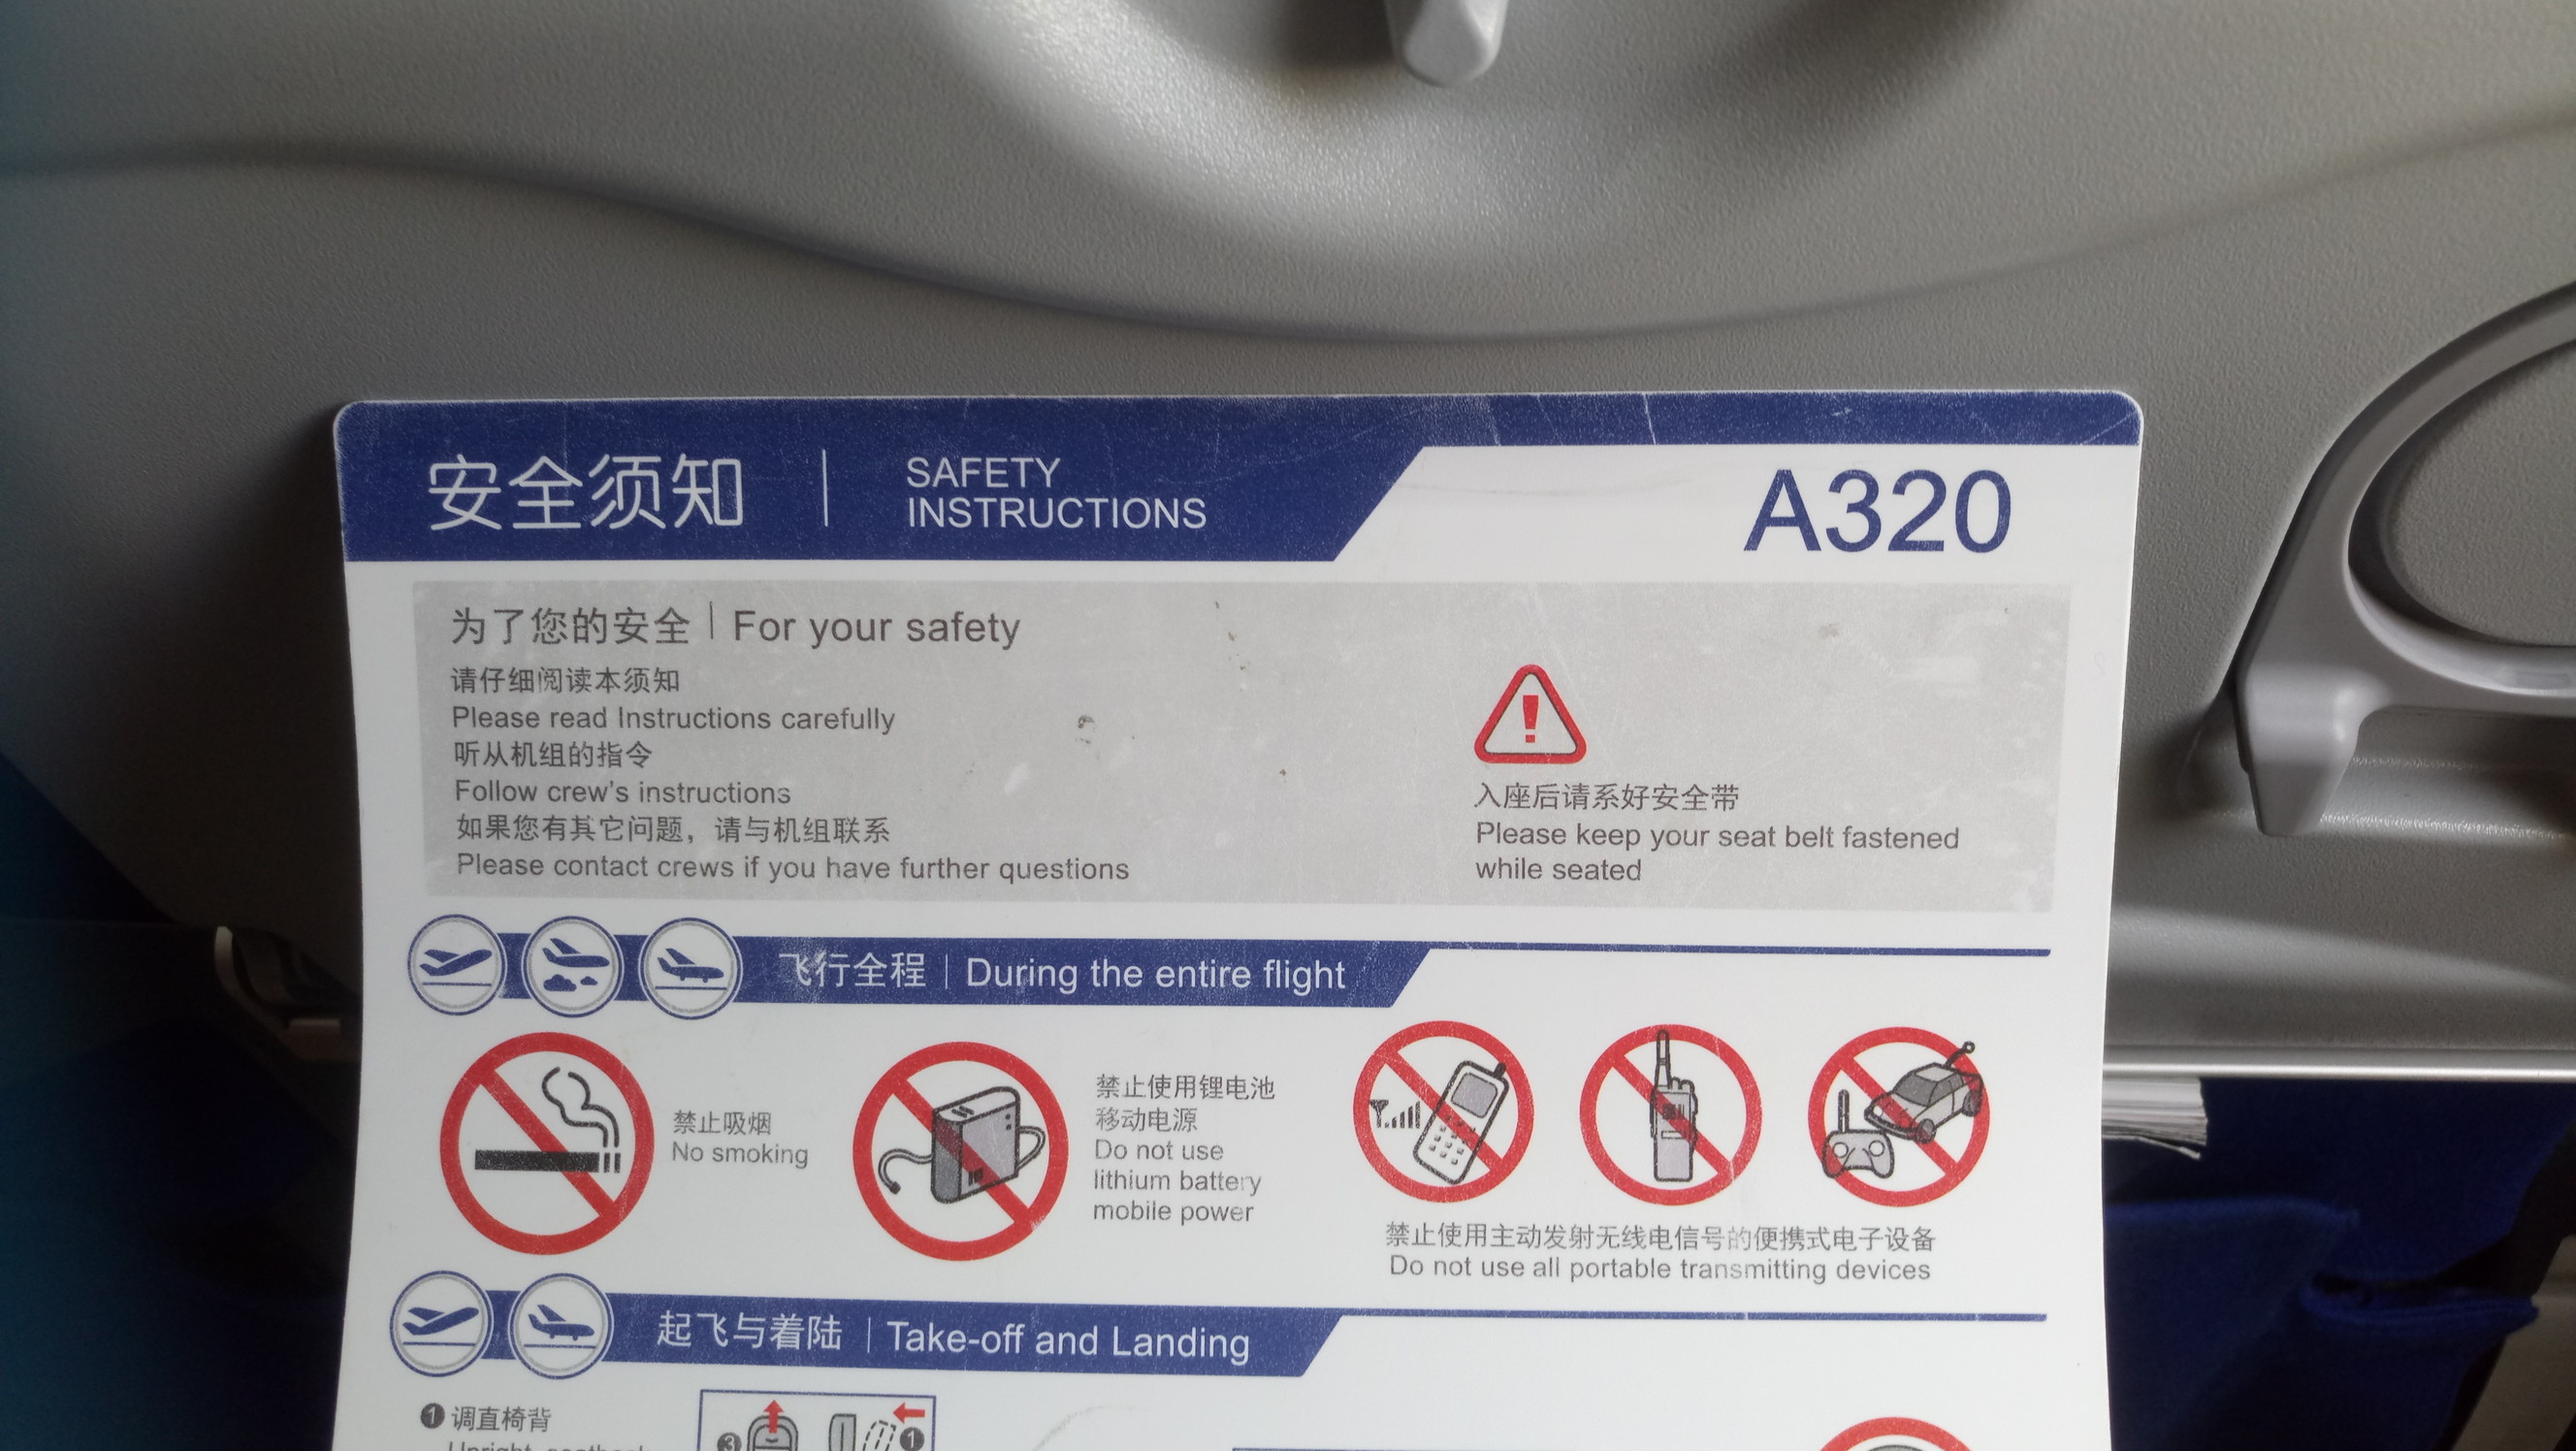 安全须知
SAFETY
INSTRUCTIONS
A320
为了您的安全 | For your safety
请仔细阅读本须知
Please read Instructions carefully
听从机组的指令
Follow crew's instructions
如果您有其它问题，请与机组联系
Please contact crews if you have further questions
!
入座后请系好安全带
Please keep your seat belt fastened
while seated
飞行全程 | During the entire flight
禁止吸烟
No smoking
禁止使用锂电池
移动电源
Do not use
lithium battery
mobile power
禁止使用主动发射无线电信号的便携式电子设备
Do not use all portable transmitting devices
起飞与着陆 | Take-off and Landing
1 调直椅背
Upright seatback
3
1